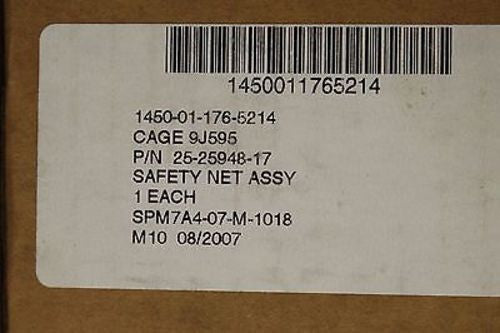 1450011765214
1450-01-176-5214
CAGE 9J595
P/N 25-25948-17
SAFETY NET ASSY
1 EACH
SPM7A4-07-M-1018
M10 08/2007